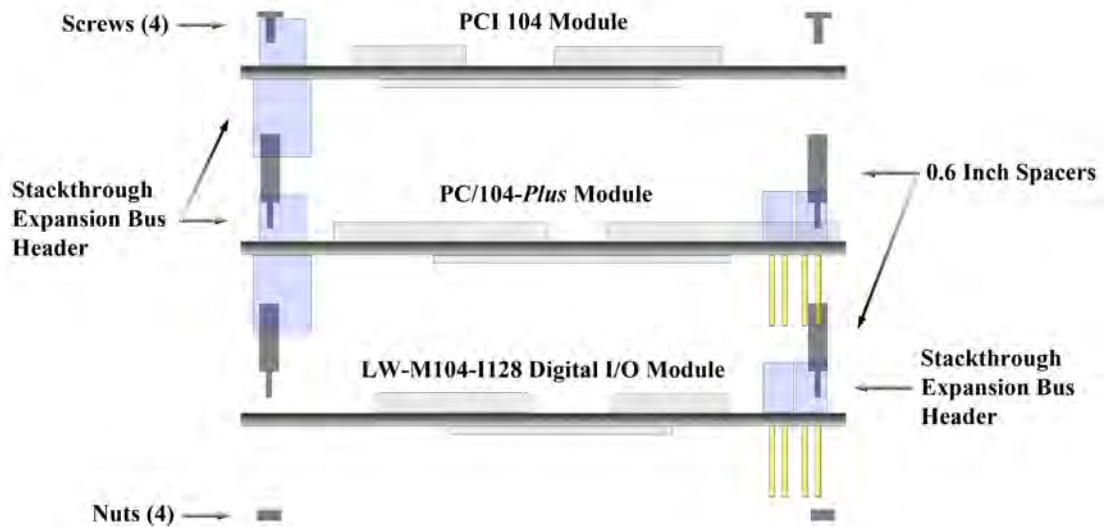 Screws (4)
PCI 104 Module
Stackthrough
Expansion Bus
Header
PC/104-Plus Module
0.6 Inch Spacers
LW-M104-I128 Digital I/O Module
Stackthrough
Expansion Bus
Header
Nuts (4)